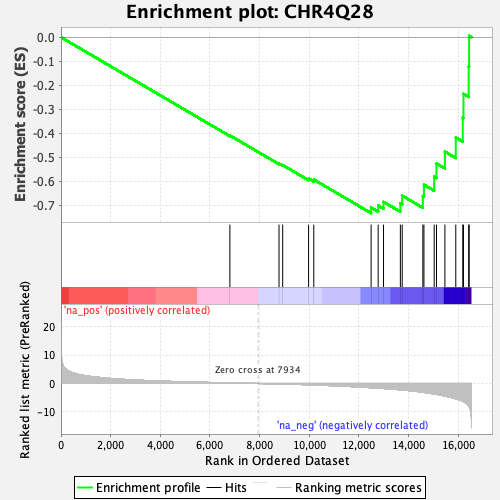 Enrichment plot: CHR4Q28
Enrichment score (ES)
0.0
-0.1
-0.2
-0.3
-0.4
-0.5
-0.6
-0.7
'na_pos' (positively correlated)
Ranked list metric (PreRanked)
20
10
0
-10
Zero cross at 7934
'na_neg' (negatively correlated)
0
2,000
4,000
6,000
8,000
10,000
12,000
14,000
16,000
Rank in Ordered Dataset
Enrichment profile
Hits
Ranking metric scores